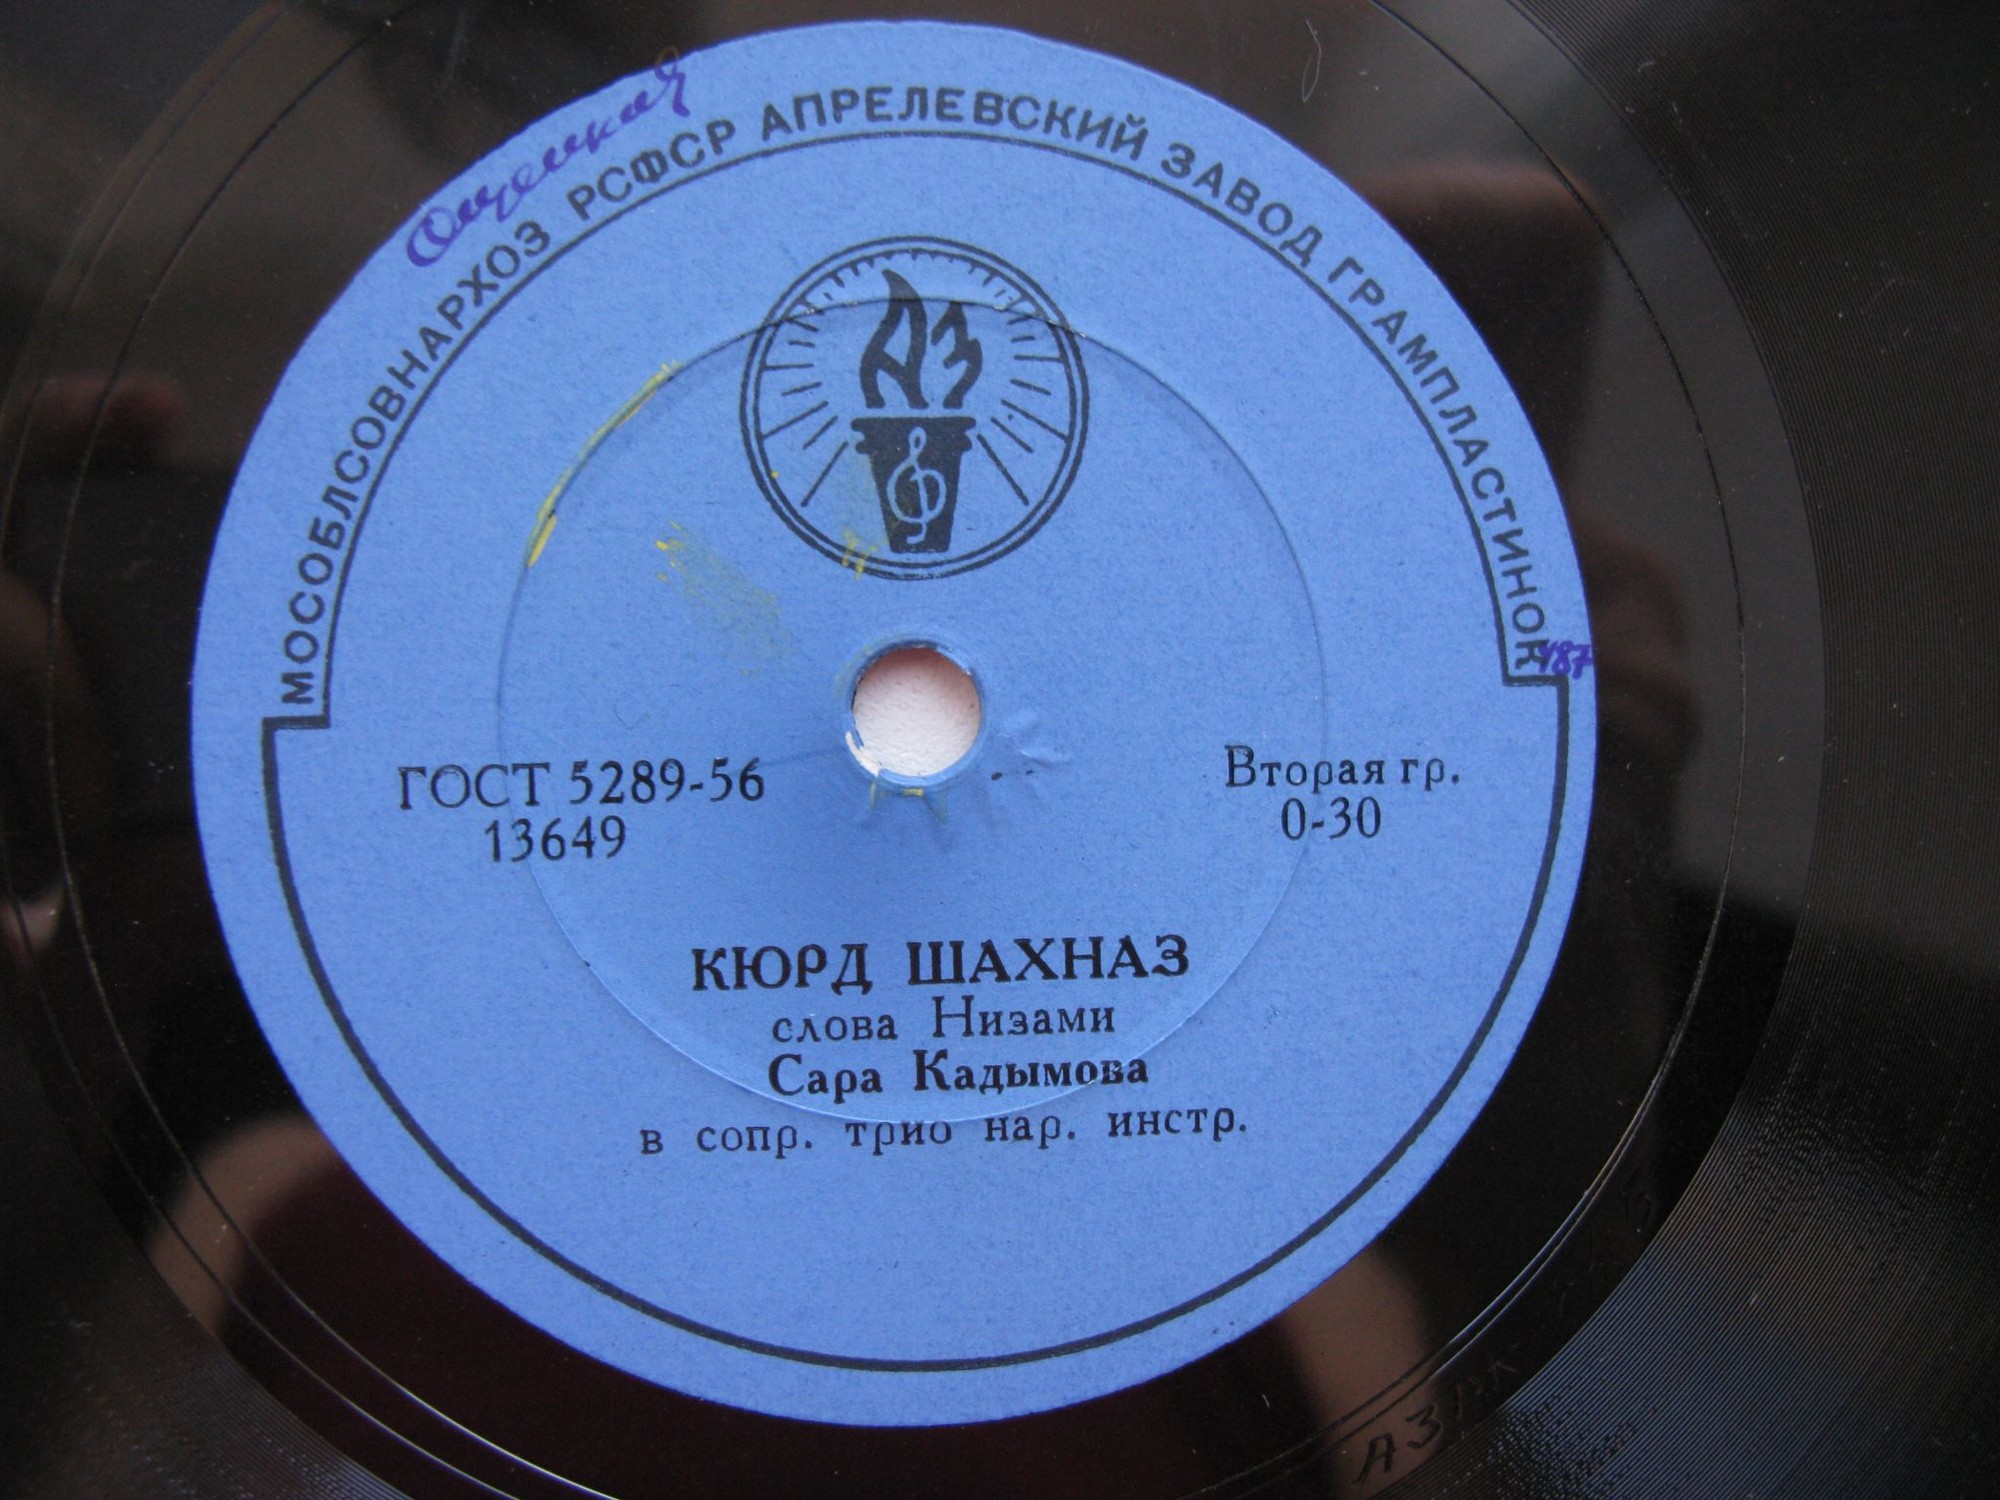 МОСОБЛСОВНАРХОЗ РСФСР АПРЕЛЕВСКИЙ ЗАВОД ГРАМПЛАСТИНОК
АЗ
ГОСТ 5289-56
13649
Вторая гр.
0-30
КЮРД ШАХНАЗ
слова Низами
Сара Кадымова
в сопр. трио нар. инстр.